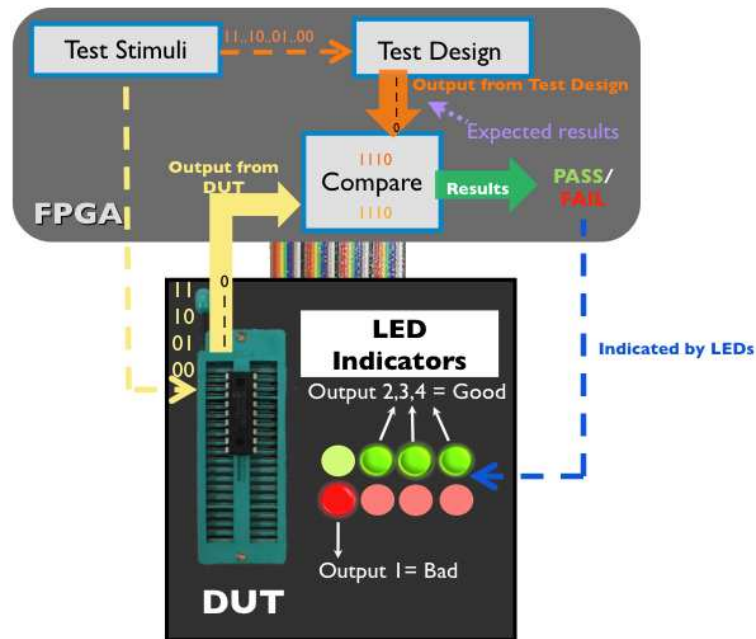 Test Stimuli
11..10..01..00
Test Design
Output from Test Design
1110
Expected results
Output from
DUT
1110
Compare
1110
Results
PASS/
FAIL
FPGA
1110
11
10
01
00
LED
Indicators
Indicated by LEDs
Output 2,3,4 = Good
Output 1= Bad
DUT